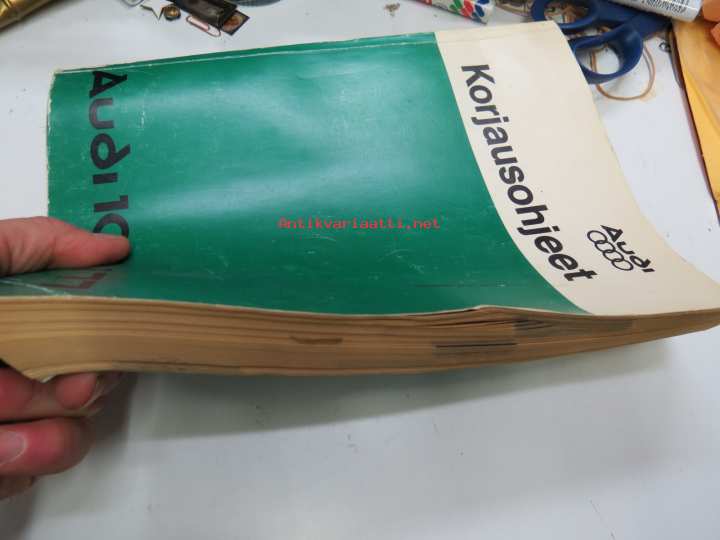 Korjausohjeet
Audi
Audi 10
Antikvariaatti.net